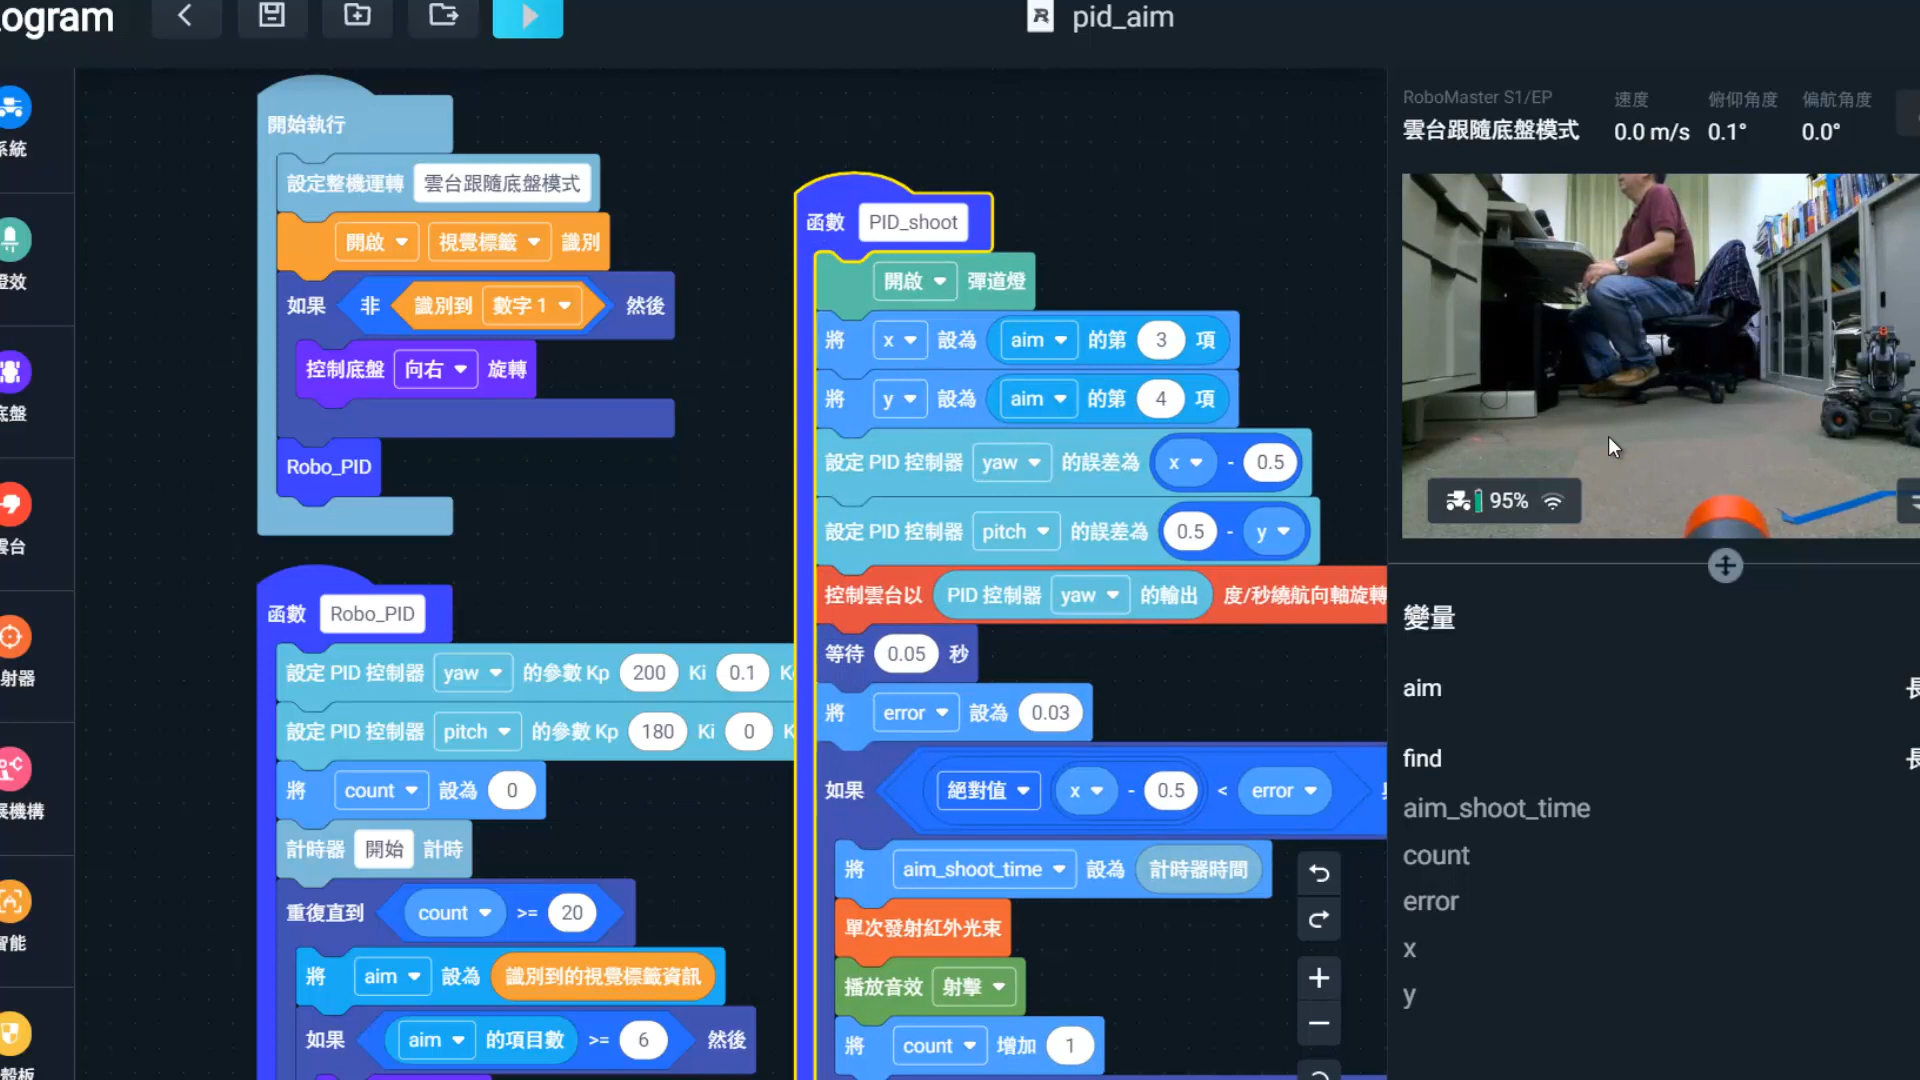 ogram
pid_aim
系統
燈效
底盤
雲台
射器
展機構
智能
殼板
開始執行
設定整機運轉 雲台跟隨底盤模式
開啟 視覺標籤 識別
如果 非 識別到 數字 1 然後
控制底盤 向右 旋轉
Robo_PID
函數 Robo_PID
設定 PID 控制器 yaw 的參數 Kp 200 Ki 0.1
設定 PID 控制器 pitch 的參數 Kp 180 Ki 0
將 count 設為 0
計時器 開始 計時
重復直到 count >= 20
將 aim 設為 識別到的視覺標籤資訊
如果 aim 的項目數 >= 6 然後
函數 PID_shoot
開啟 彈道燈
將 x 設為 aim 的第 3 項
將 y 設為 aim 的第 4 項
設定 PID 控制器 yaw 的誤差為 x - 0.5
設定 PID 控制器 pitch 的誤差為 0.5 - y
控制雲台以 PID 控制器 yaw 的輸出 度/秒繞航向軸旋轉
等待 0.05 秒
將 error 設為 0.03
如果 絕對值 x - 0.5 < error
將 aim_shoot_time 設為 計時器時間
單次發射紅外光束
播放音效 射擊
將 count 增加 1
RoboMaster S1/EP 速度 俯仰角度 偏航角度
雲台跟隨底盤模式 0.0 m/s 0.1° 0.0°
95%
變量
aim 長
find 長
aim_shoot_time
count
error
x
y